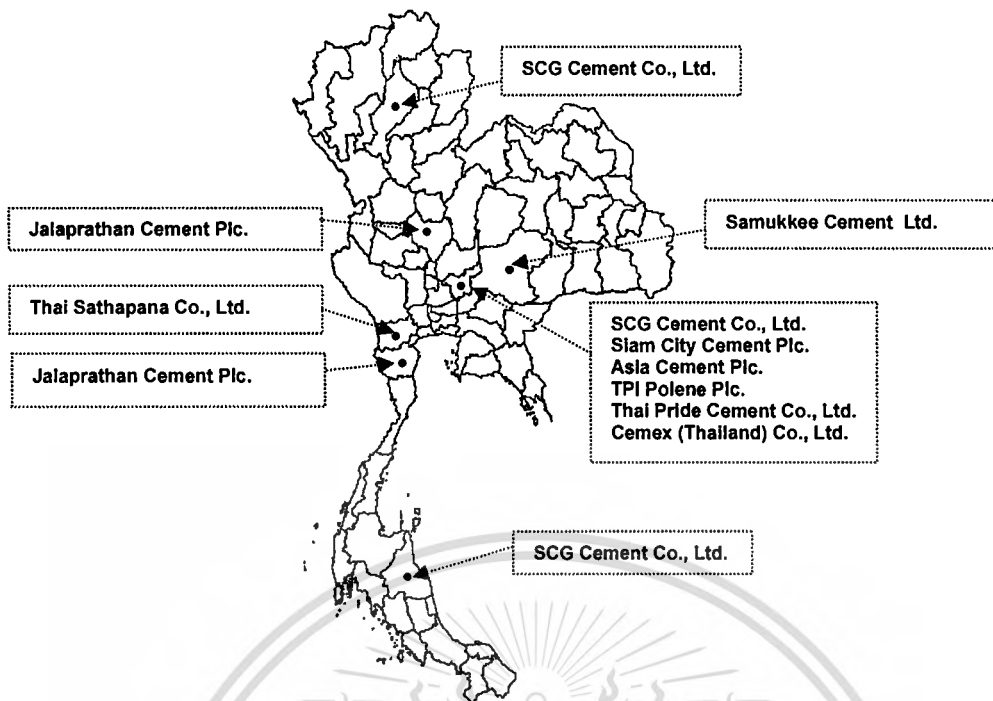 SCG Cement Co., Ltd.
Jalaprathan Cement Plc.
Samukkee Cement Ltd.
Thai Sathapana Co., Ltd.
Jalaprathan Cement Plc.
SCG Cement Co., Ltd.
Siam City Cement Plc.
Asia Cement Plc.
TPI Polene Plc.
Thai Pride Cement Co., Ltd.
Cemex (Thailand) Co., Ltd.
SCG Cement Co., Ltd.